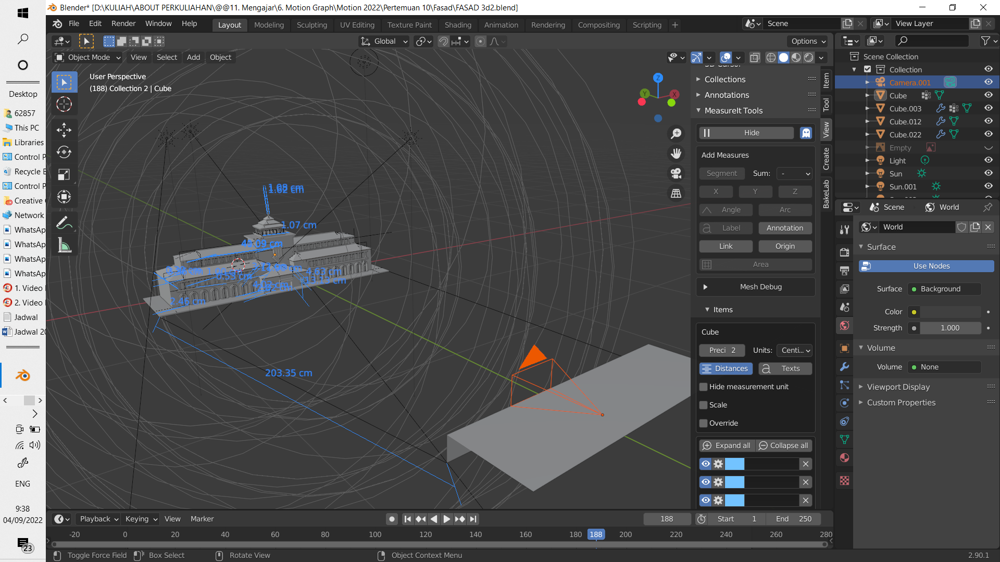 Blender* [D:\KULIAH\ABOUT PERKULIAHAN\@@11. Mengajar\6. Motion Graph\Motion 2022\Pertemuan 10\Fasad\FASAD 3d2.blend]
File Edit Render Window Help
Layout Modeling Sculpting UV Editing Texture Paint Shading Animation Rendering Compositing Scripting +
Scene
View Layer
Global
Options
Object Mode View Select Add Object
User Perspective
(188) Collection 2 | Cube
Desktop
62857
This PC
Libraries
Control P
Recycle B
Control P
Creative
Network
WhatsAp
WhatsAp
WhatsAp
WhatsAp
1. Video
2. Video
Jadwal
Jadwal 20
ENG
9:38
04/09/2022
23
Z
Y
X
1.07 cm
2.46 cm
4.63 cm
203.35 cm
Collections
Annotations
MeasureIt Tools
Hide
Add Measures
Segment Sum: -
X Y Z
Angle Arc
Label Annotation
Link Origin
Area
Mesh Debug
Items
Cube
Preci 2 Units: Centi...
Distances Texts
Hide measurement unit
Scale
Override
Expand all Collapse all
Item
Tool
View
Create
BakeLab
Scene Collection
Collection
Camera.001
Cube
Cube.003
Cube.012
Cube.022
Empty
Light
Sun
Sun.001
Scene World
World
Surface
Use Nodes
Surface Background
Color
Strength 1.000
Volume
Volume None
Viewport Display
Custom Properties
Playback Keying View Marker
188 Start 1 End 250
-20 0 20 40 60 80 100 120 140 160 180 188 200 220 240 260 280
Toggle Force Field Box Select Rotate View Object Context Menu
2.90.1